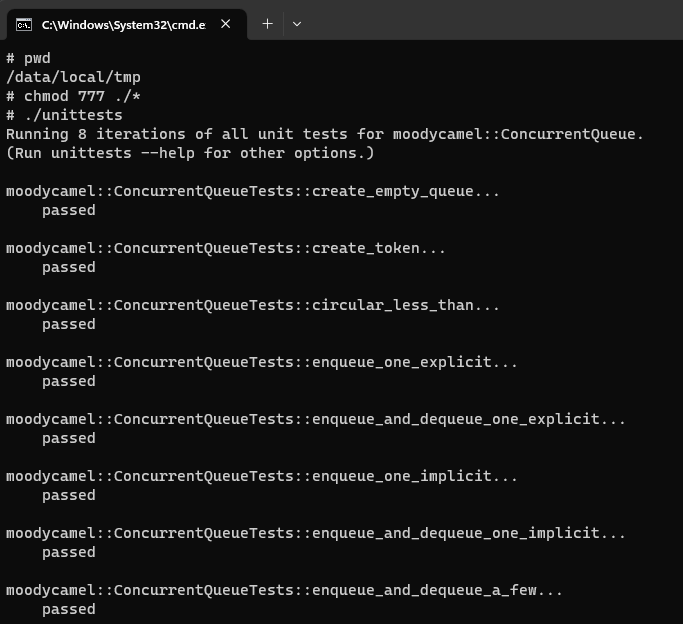 C:\Windows\System32\cmd.e
# pwd
/data/local/tmp
# chmod 777 ./*
# ./unittests
Running 8 iterations of all unit tests for moodycamel::ConcurrentQueue.
(Run unittests --help for other options.)
moodycamel::ConcurrentQueueTests::create_empty_queue...
passed
moodycamel::ConcurrentQueueTests::create_token...
passed
moodycamel::ConcurrentQueueTests::circular_less_than...
passed
moodycamel::ConcurrentQueueTests::enqueue_one_explicit...
passed
moodycamel::ConcurrentQueueTests::enqueue_and_dequeue_one_explicit...
passed
moodycamel::ConcurrentQueueTests::enqueue_one_implicit...
passed
moodycamel::ConcurrentQueueTests::enqueue_and_dequeue_one_implicit...
passed
moodycamel::ConcurrentQueueTests::enqueue_and_dequeue_a_few...
passed